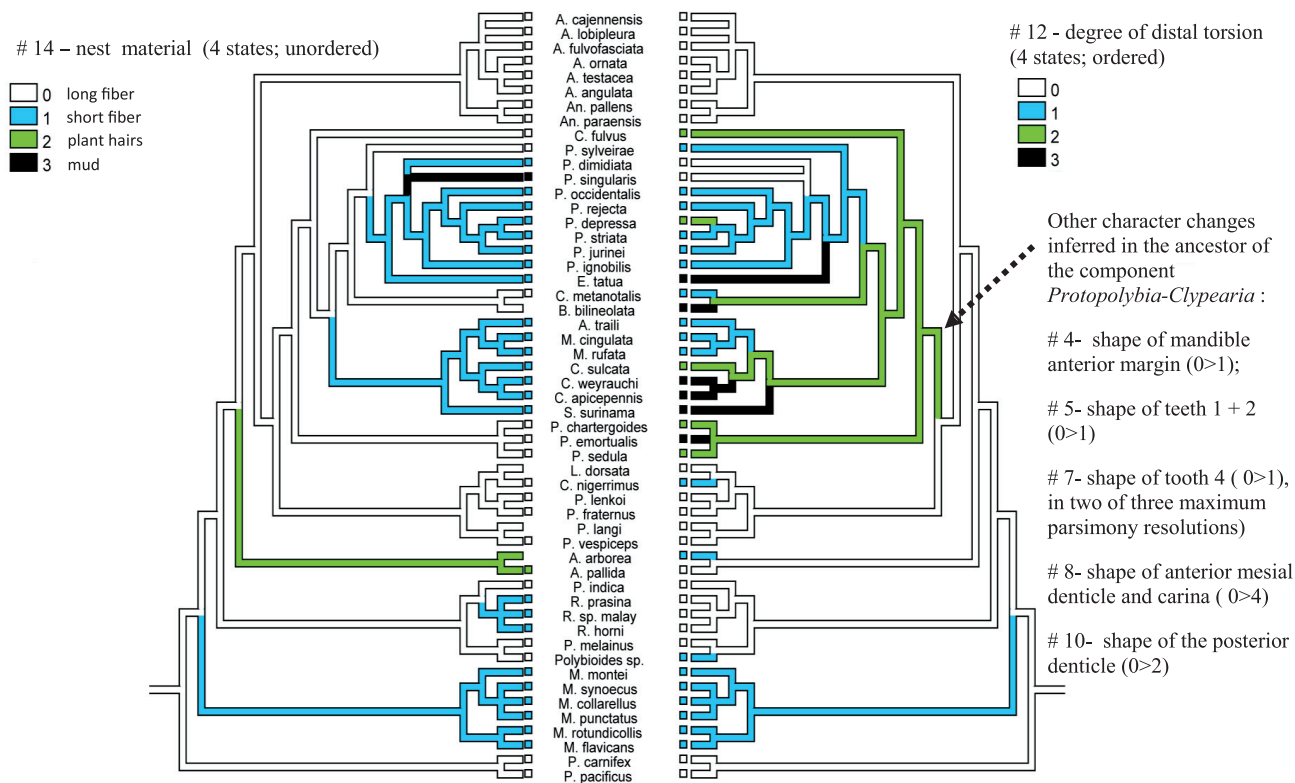 # 14 – nest material (4 states; unordered)
0 long fiber
1 short fiber
2 plant hairs
3 mud
A. cajennensis
A. lobipleura
A. fulvofasciata
A. ornata
A. testacea
A. angulata
An. pallens
An. paraensis
C. fulvus
P. sylveirae
P. dimidiata
P. singularis
P. occidentalis
P. rejecta
P. depressa
P. striata
P. jurinei
P. ignobilis
E. tatua
C. metanotalis
B. bilineolata
A. traili
M. cingulata
M. rufata
C. sulcata
C. weyrauchi
C. apicepennis
S. surinama
P. chartergoides
P. emortualis
P. sedula
L. dorsata
C. nigerrimus
P. lenkoi
P. fraternus
P. langi
P. vespiceps
A. arborea
A. pallida
P. indica
R. prasina
R. sp. malay
R. horni
P. melainus
Polybioides sp.
M. montei
M. synoecus
M. collarellus
M. punctatus
M. rotundicollis
M. flavicans
P. carnifex
P. pacificus
# 12 - degree of distal torsion
(4 states; ordered)
0
1
2
3
Other character changes
inferred in the ancestor of
the component
Protopolybia-Clypearia :
# 4- shape of mandible
anterior margin (0>1);
# 5- shape of teeth 1 + 2
(0>1)
# 7- shape of tooth 4 ( 0>1),
in two of three maximum
parsimony resolutions)
# 8- shape of anterior mesial
denticle and carina ( 0>4)
# 10- shape of the posterior
denticle (0>2)